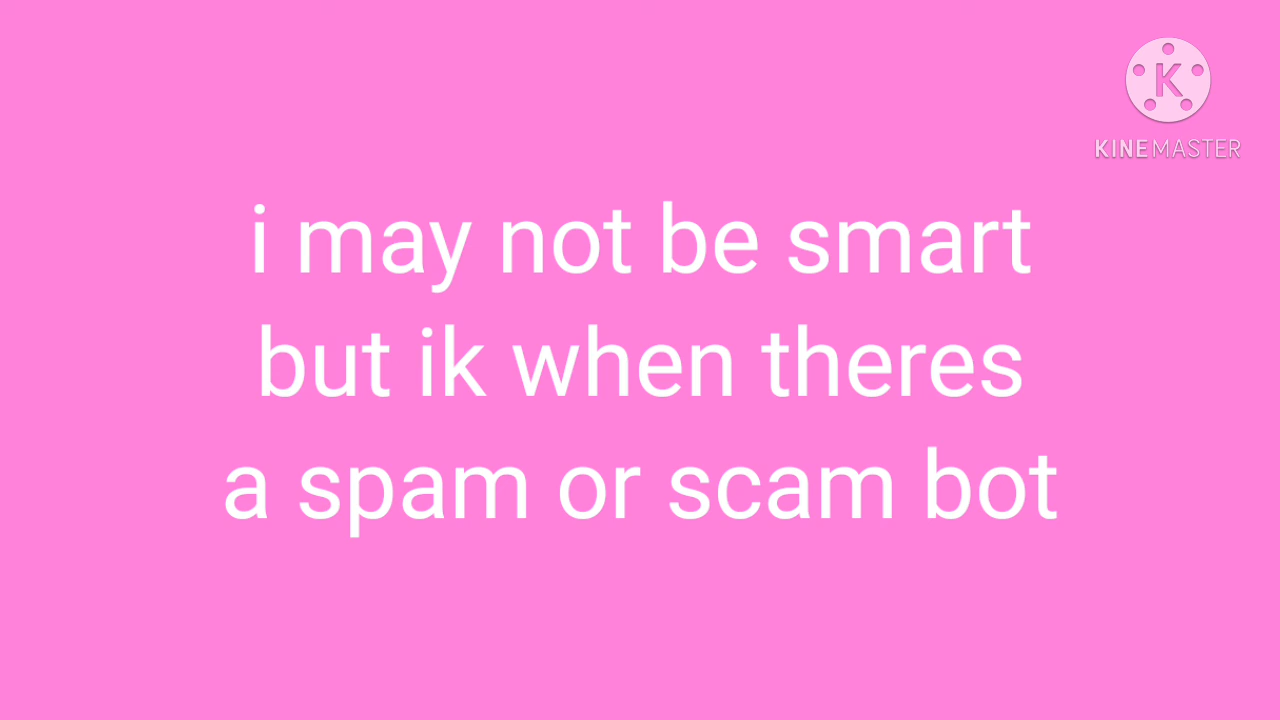 K
KINEMASTER
i may not be smart
but ik when theres
a spam or scam bot